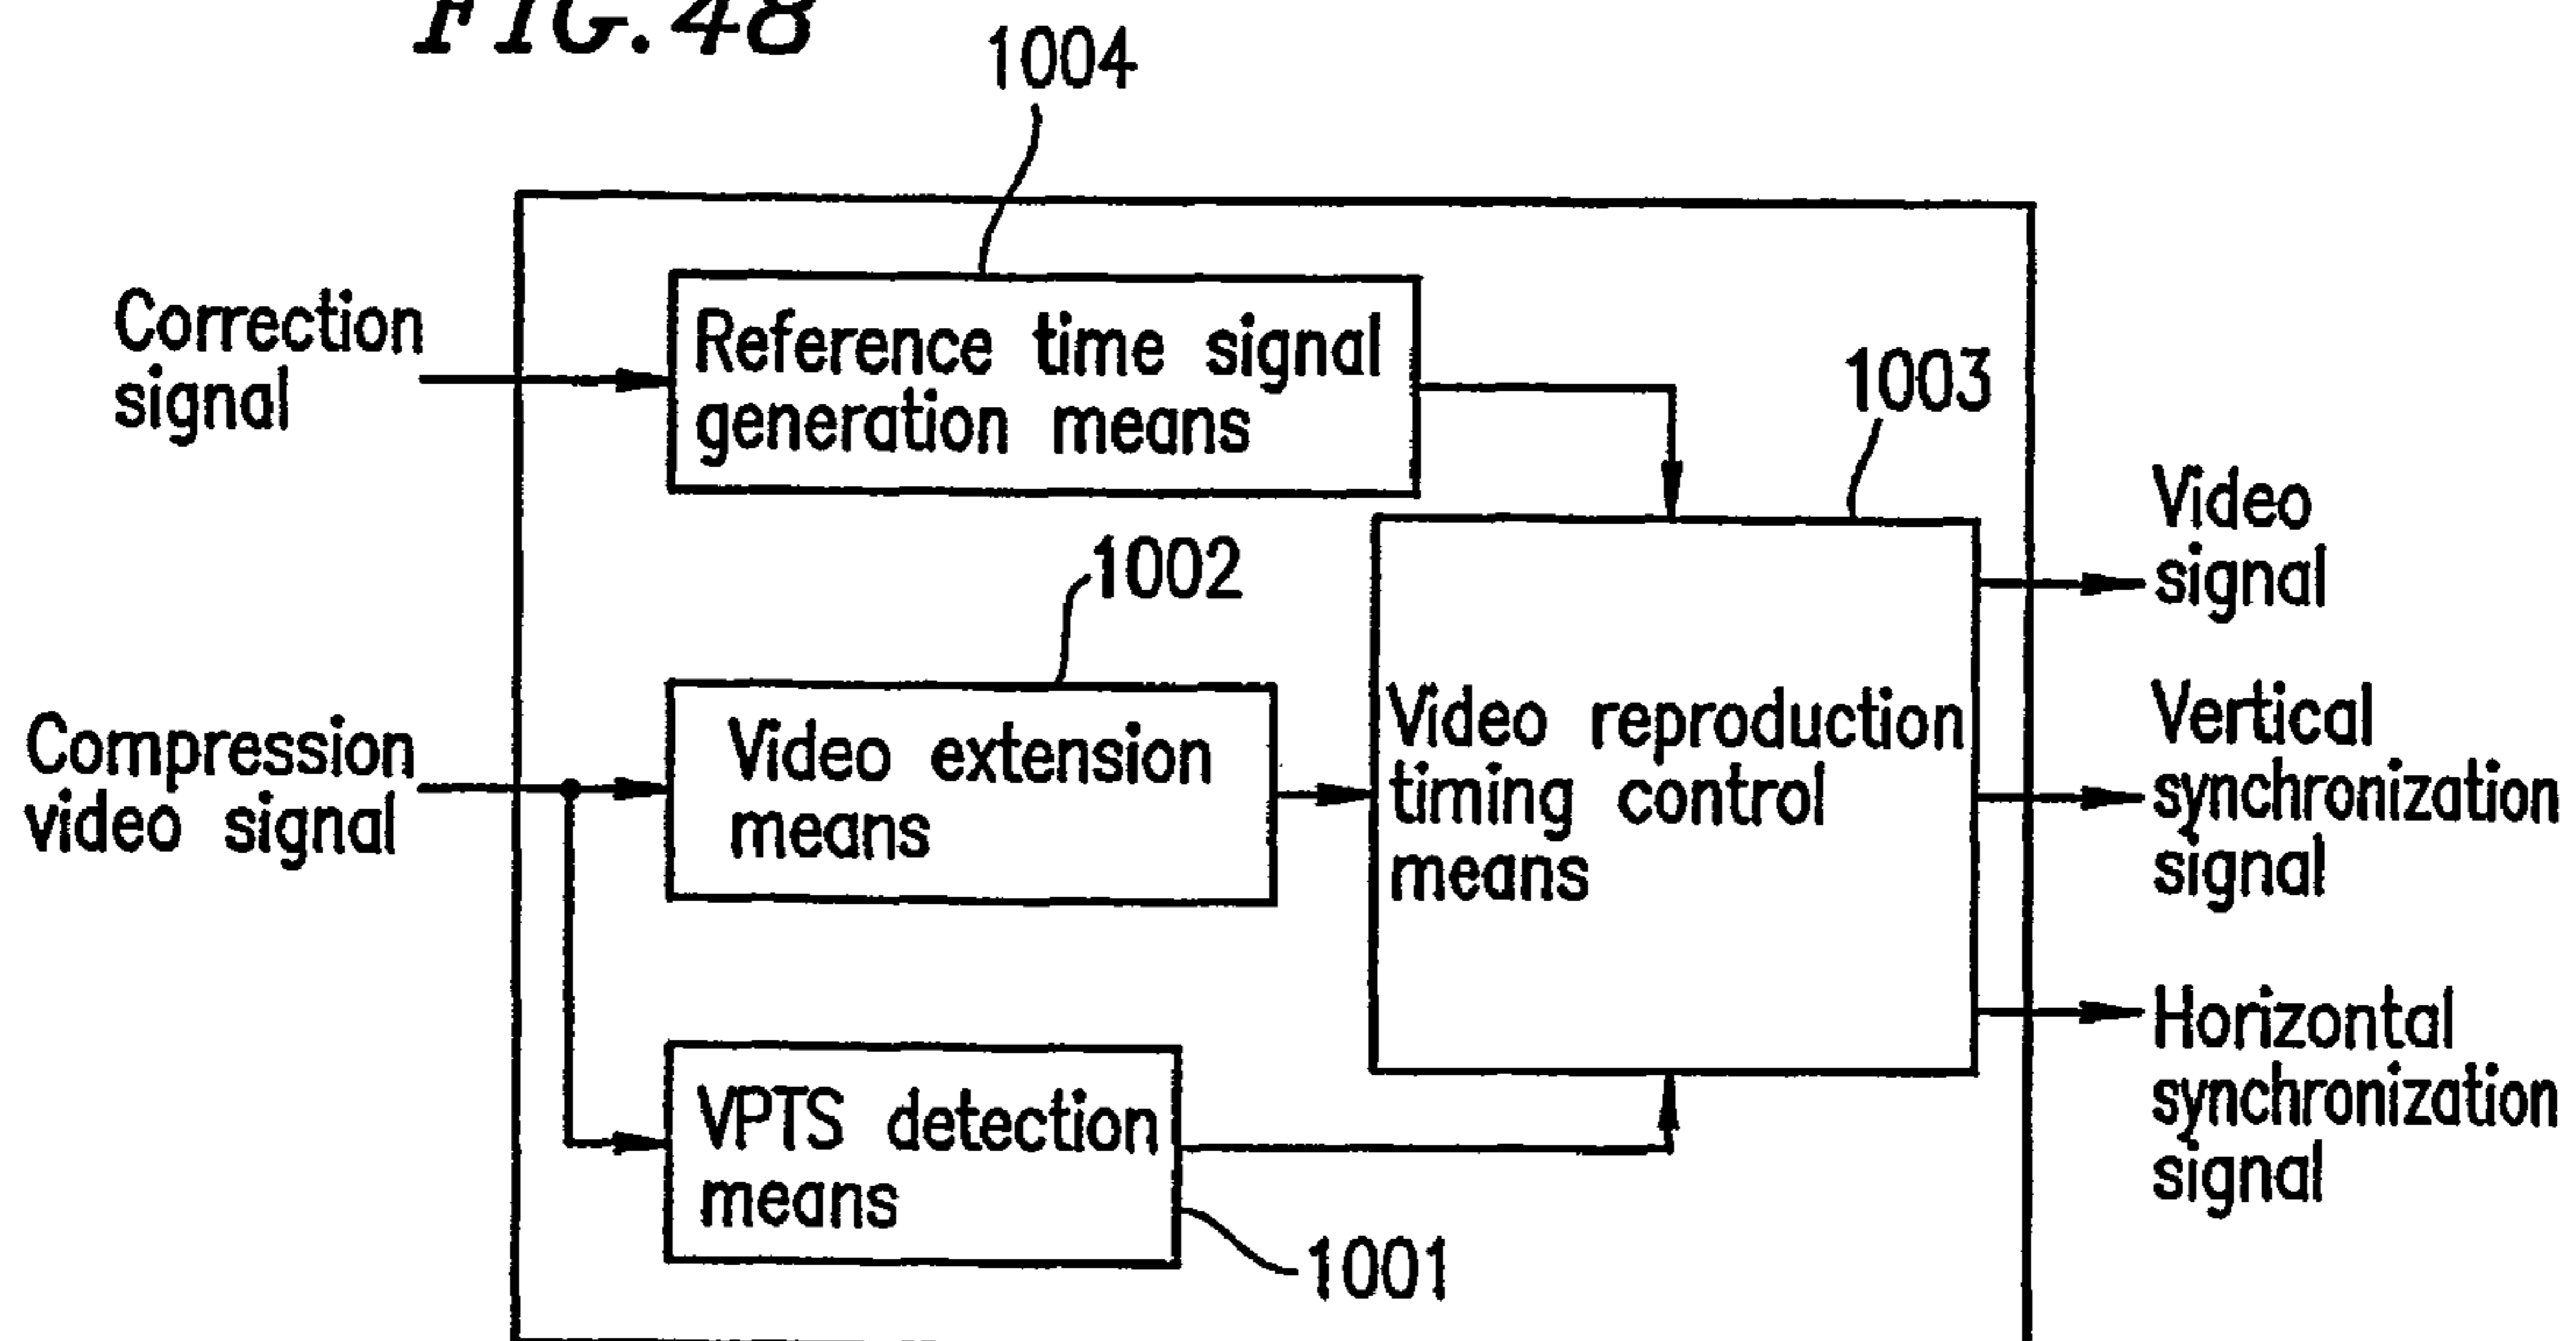 FIG. 48
1004
Correction
signal
Reference time signal
generation means
1003
Video
signal
1002
Compression
video signal
Video extension
means
Video reproduction
timing control
means
Vertical
synchronization
signal
VPTS detection
means
1001
Horizontal
synchronization
signal